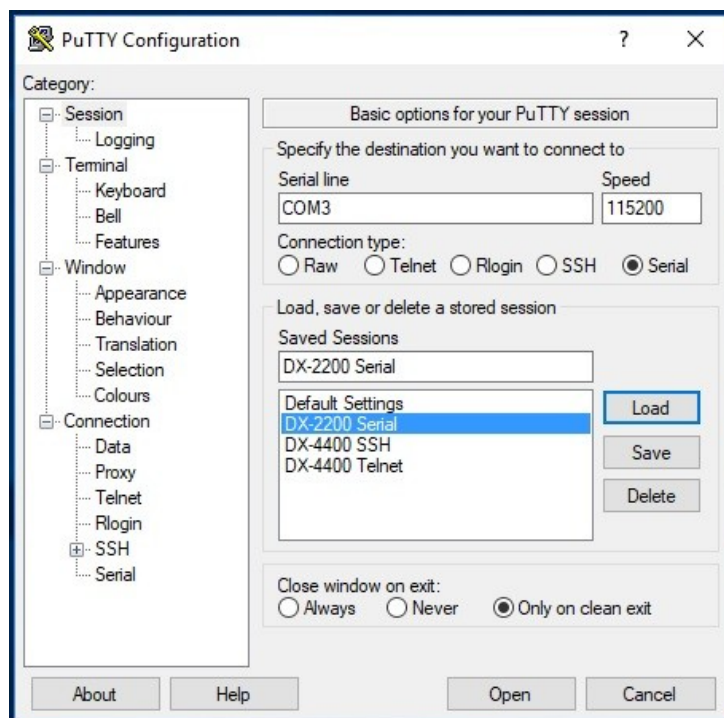 PuTTY Configuration
?
Category:
Session
Logging
Terminal
Keyboard
Bell
Features
Window
Appearance
Behaviour
Translation
Selection
Colours
Connection
Data
Proxy
Telnet
Rlogin
SSH
Serial
Basic options for your PuTTY session
Specify the destination you want to connect to
Serial line Speed
COM3 115200
Connection type:
Raw Telnet Rlogin SSH Serial
Load, save or delete a stored session
Saved Sessions
DX-2200 Serial
Default Settings
DX-2200 Serial
DX-4400 SSH
DX-4400 Telnet
Load
Save
Delete
Close window on exit:
Always Never Only on clean exit
About Help Open Cancel